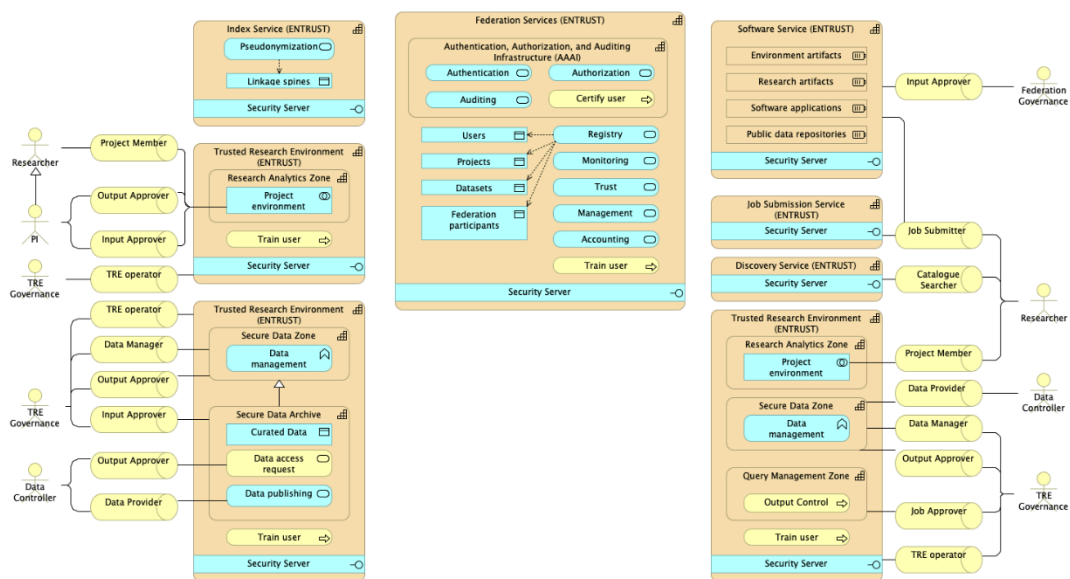 Index Service (ENTRUST)
Pseudonymization
Linkage spines
Security Server
Project Member
Researcher
Output Approver
PI
Input Approver
Trusted Research Environment
(ENTRUST)
Research Analytics Zone
Project
environment
Train user
Security Server
TRE operator
TRE
Governance
TRE operator
Data Manager
Output Approver
Input Approver
TRE
Governance
Output Approver
Data
Controller
Data Provider
Trusted Research Environment
(ENTRUST)
Secure Data Zone
Data
management
Secure Data Archive
Curated Data
Data access
request
Data publishing
Train user
Security Server
Federation Services (ENTRUST)
Authentication, Authorization, and Auditing
Infrastructure (AAAI)
Authentication
Authorization
Auditing
Certify user
Users
Projects
Datasets
Federation
participants
Registry
Monitoring
Trust
Management
Accounting
Train user
Security Server
Software Service (ENTRUST)
Environment artifacts
Research artifacts
Software applications
Public data repositories
Security Server
Input Approver
Federation
Governance
Job Submission Service
(ENTRUST)
Security Server
Job Submitter
Discovery Service (ENTRUST)
Security Server
Catalogue
Searcher
Researcher
Trusted Research Environment
(ENTRUST)
Research Analytics Zone
Project
environment
Project Member
Secure Data Zone
Data
management
Data Provider
Data
Controller
Data Manager
Output Approver
Query Management Zone
Output Control
Job Approver
TRE
Governance
Train user
TRE operator
Security Server